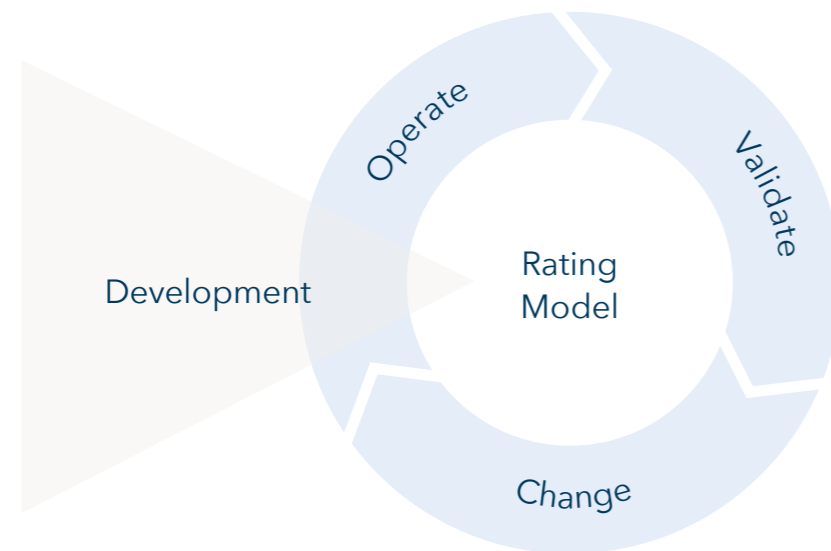 Operate
Validate
Development
Rating
Model
Change